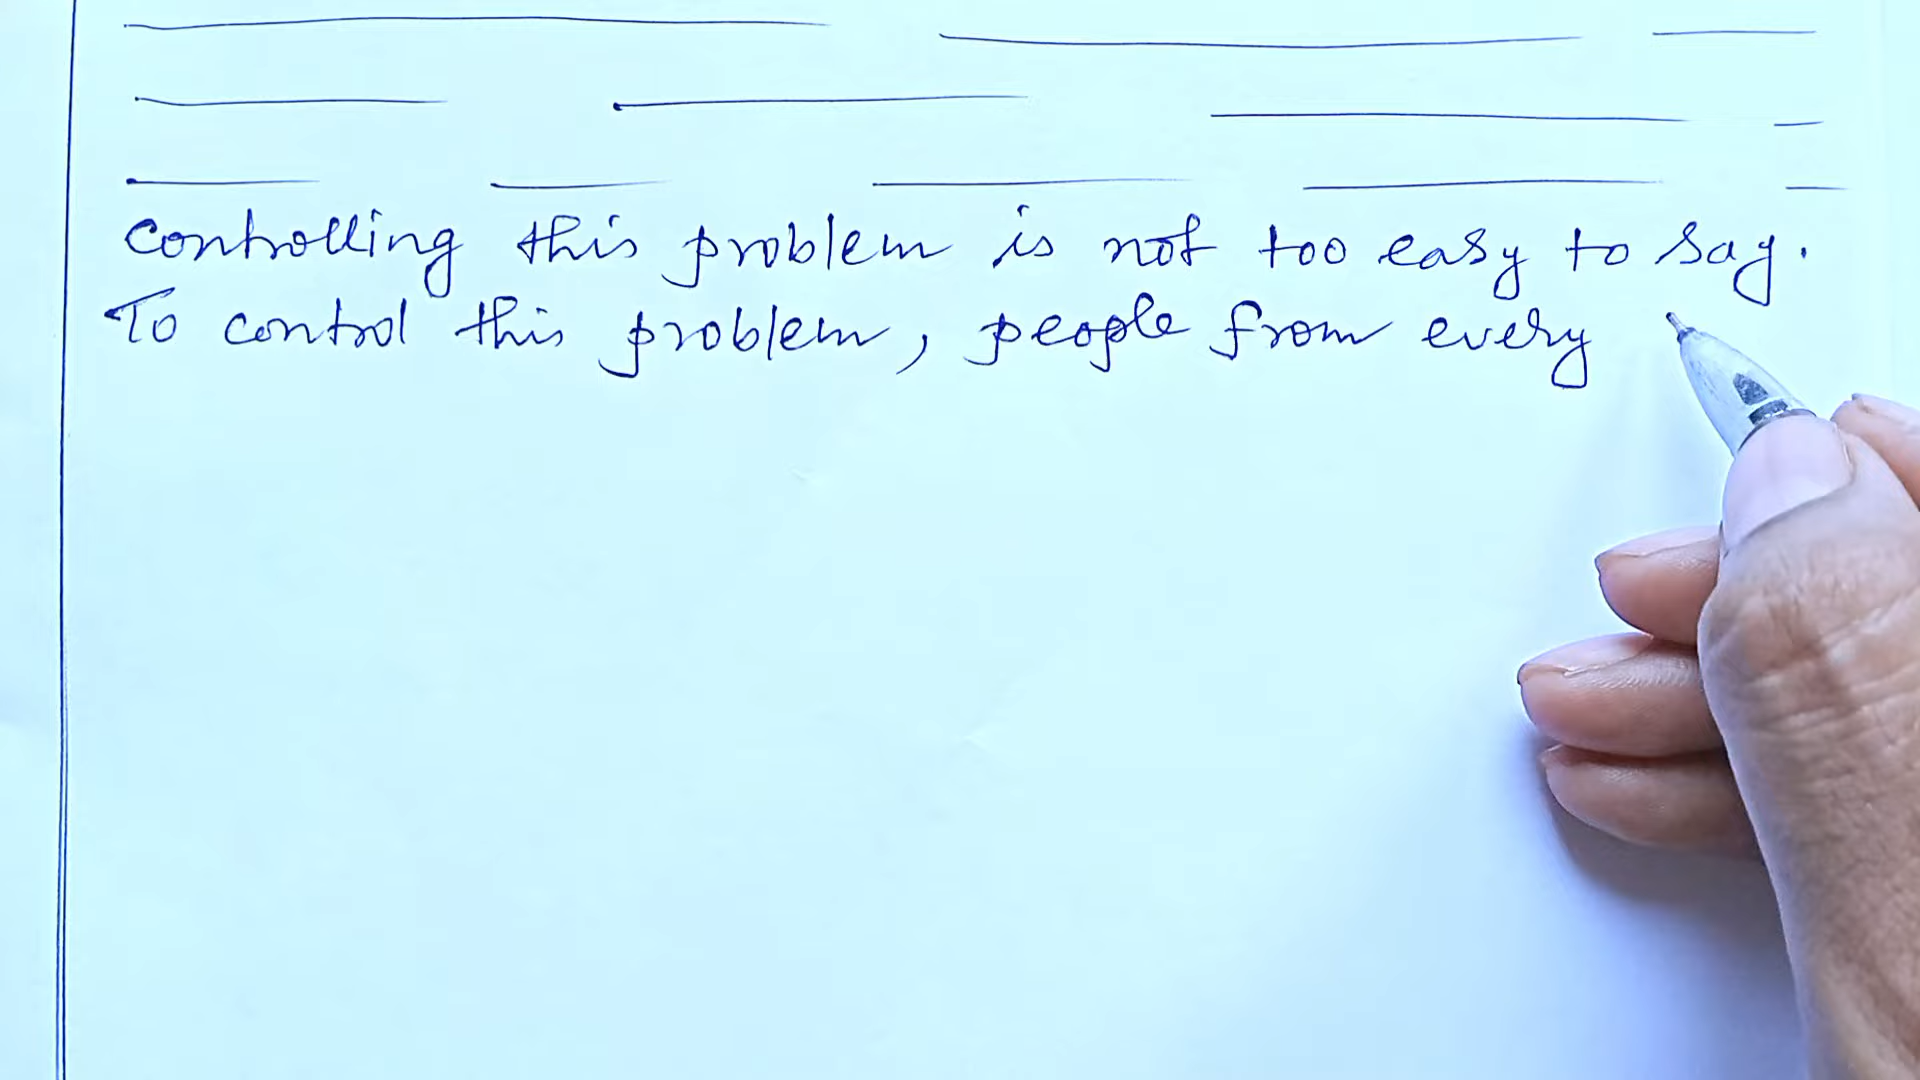 controlling this problem is not too easy to say.
To control this problem, people from every